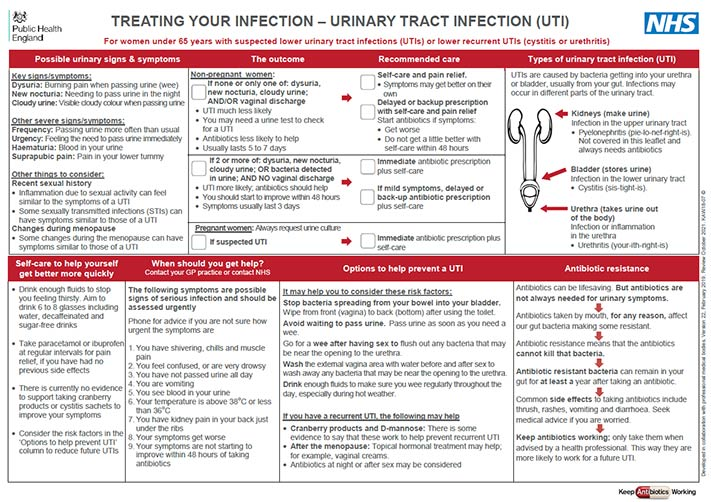 Public Health
England
TREATING YOUR INFECTION – URINARY TRACT INFECTION (UTI)
NHS
For women under 65 years with suspected lower urinary tract infections (UTIs) or lower recurrent UTIs (cystitis or urethritis)
Possible urinary signs & symptoms
Key signs/symptoms:
Dysuria: Burning pain when passing urine (wee)
New nocturia: Needing to pass urine in the night
Cloudy urine: Visible cloudy colour when passing urine
Other severe signs/symptoms:
Frequency: Passing urine more often than usual
Urgency: Feeling the need to pass urine immediately
Haematuria: Blood in your urine
Suprapubic pain: Pain in your lower tummy
Other things to consider:
Recent sexual history
• Inflammation due to sexual activity can feel
similar to the symptoms of a UTI
• Some sexually transmitted infections (STIs) can
have symptoms similar to those of a UTI
Changes during menopause
• Some changes during the menopause can have
symptoms similar to those of a UTI
The outcome
Non-pregnant women:
If none or only one of: dysuria,
new nocturia, cloudy urine;
AND/OR vaginal discharge
• UTI much less likely
• You may need a urine test to check
for a UTI
• Antibiotics less likely to help
• Usually lasts 5 to 7 days
If 2 or more of: dysuria, new nocturia,
cloudy urine; OR bacteria detected
in urine; AND NO vaginal discharge
• UTI more likely; antibiotics should help
• You should start to improve within 48 hours
• Symptoms usually last 3 days
Pregnant women: Always request urine culture
If suspected UTI
Recommended care
Self-care and pain relief.
• Symptoms may get better on their
own
Delayed or backup prescription
with self-care and pain relief
Start antibiotics if symptoms:
• Get worse
• Do not get a little better with
self-care within 48 hours
Immediate antibiotic prescription
plus self-care
If mild symptoms, delayed or
back-up antibiotic prescription
plus self-care
Immediate antibiotic prescription plus
self-care
Types of urinary tract infection (UTI)
UTIs are caused by bacteria getting into your urethra
or bladder, usually from your gut. Infections may
occur in different parts of the urinary tract.
Kidneys (make urine)
Infection in the upper urinary tract
• Pyelonephritis (pie-lo-nef-right-is).
Not covered in this leaflet and
always needs antibiotics
Bladder (stores urine)
Infection in the lower urinary tract
• Cystitis (sis-tight-is).
Urethra (takes urine out
of the body)
Infection or inflammation
in the urethra
• Urethritis (your-ith-right-is)
Self-care to help yourself
get better more quickly
• Drink enough fluids to stop
you feeling thirsty. Aim to
drink 6 to 8 glasses including
water, decaffeinated and
sugar-free drinks
• Take paracetamol or ibuprofen
at regular intervals for pain
relief, if you have had no
previous side effects
• There is currently no evidence
to support taking cranberry
products or cystitis sachets to
improve your symptoms
• Consider the risk factors in the
‘Options to help prevent UTI’
column to reduce future UTIs
When should you get help?
Contact your GP practice or contact NHS
The following symptoms are possible
signs of serious infection and should be
assessed urgently
Phone for advice if you are not sure how
urgent the symptoms are
1. You have shivering, chills and muscle
pain
2. You feel confused, or are very drowsy
3. You have not passed urine all day
4. You are vomiting
5. You see blood in your urine
6. Your temperature is above 38°C or less
than 36°C
7. You have kidney pain in your back just
under the ribs
8. Your symptoms get worse
9. Your symptoms are not starting to
improve within 48 hours of taking
antibiotics
Options to help prevent a UTI
It may help you to consider these risk factors:
Stop bacteria spreading from your bowel into your bladder.
Wipe from front (vagina) to back (bottom) after using the toilet.
Avoid waiting to pass urine. Pass urine as soon as you need a
wee.
Go for a wee after having sex to flush out any bacteria that may
be near the opening to the urethra.
Wash the external vagina area with water before and after sex to
wash away any bacteria that may be near the opening to the urethra.
Drink enough fluids to make sure you wee regularly throughout the
day, especially during hot weather.
If you have a recurrent UTI, the following may help
• Cranberry products and D-mannose: There is some
evidence to say that these work to help prevent recurrent UTI
• After the menopause: Topical hormonal treatment may help;
for example, vaginal creams.
• Antibiotics at night or after sex may be considered
Antibiotic resistance
Antibiotics can be lifesaving. But antibiotics are
not always needed for urinary symptoms.
Antibiotics taken by mouth, for any reason, affect
our gut bacteria making some resistant.
Antibiotic resistance means that the antibiotics
cannot kill that bacteria.
Antibiotic resistant bacteria can remain in your
gut for at least a year after taking an antibiotic.
Common side effects to taking antibiotics include
thrush, rashes, vomiting and diarrhoea. Seek
medical advice if you are worried.
Keep antibiotics working; only take them when
advised by a health professional. This way they are
more likely to work for a future UTI.
Developed in collaboration with professional medical bodies. Version 22, February 2019. Review October 2021. KAW18-07 ©
Keep Antibiotics Working